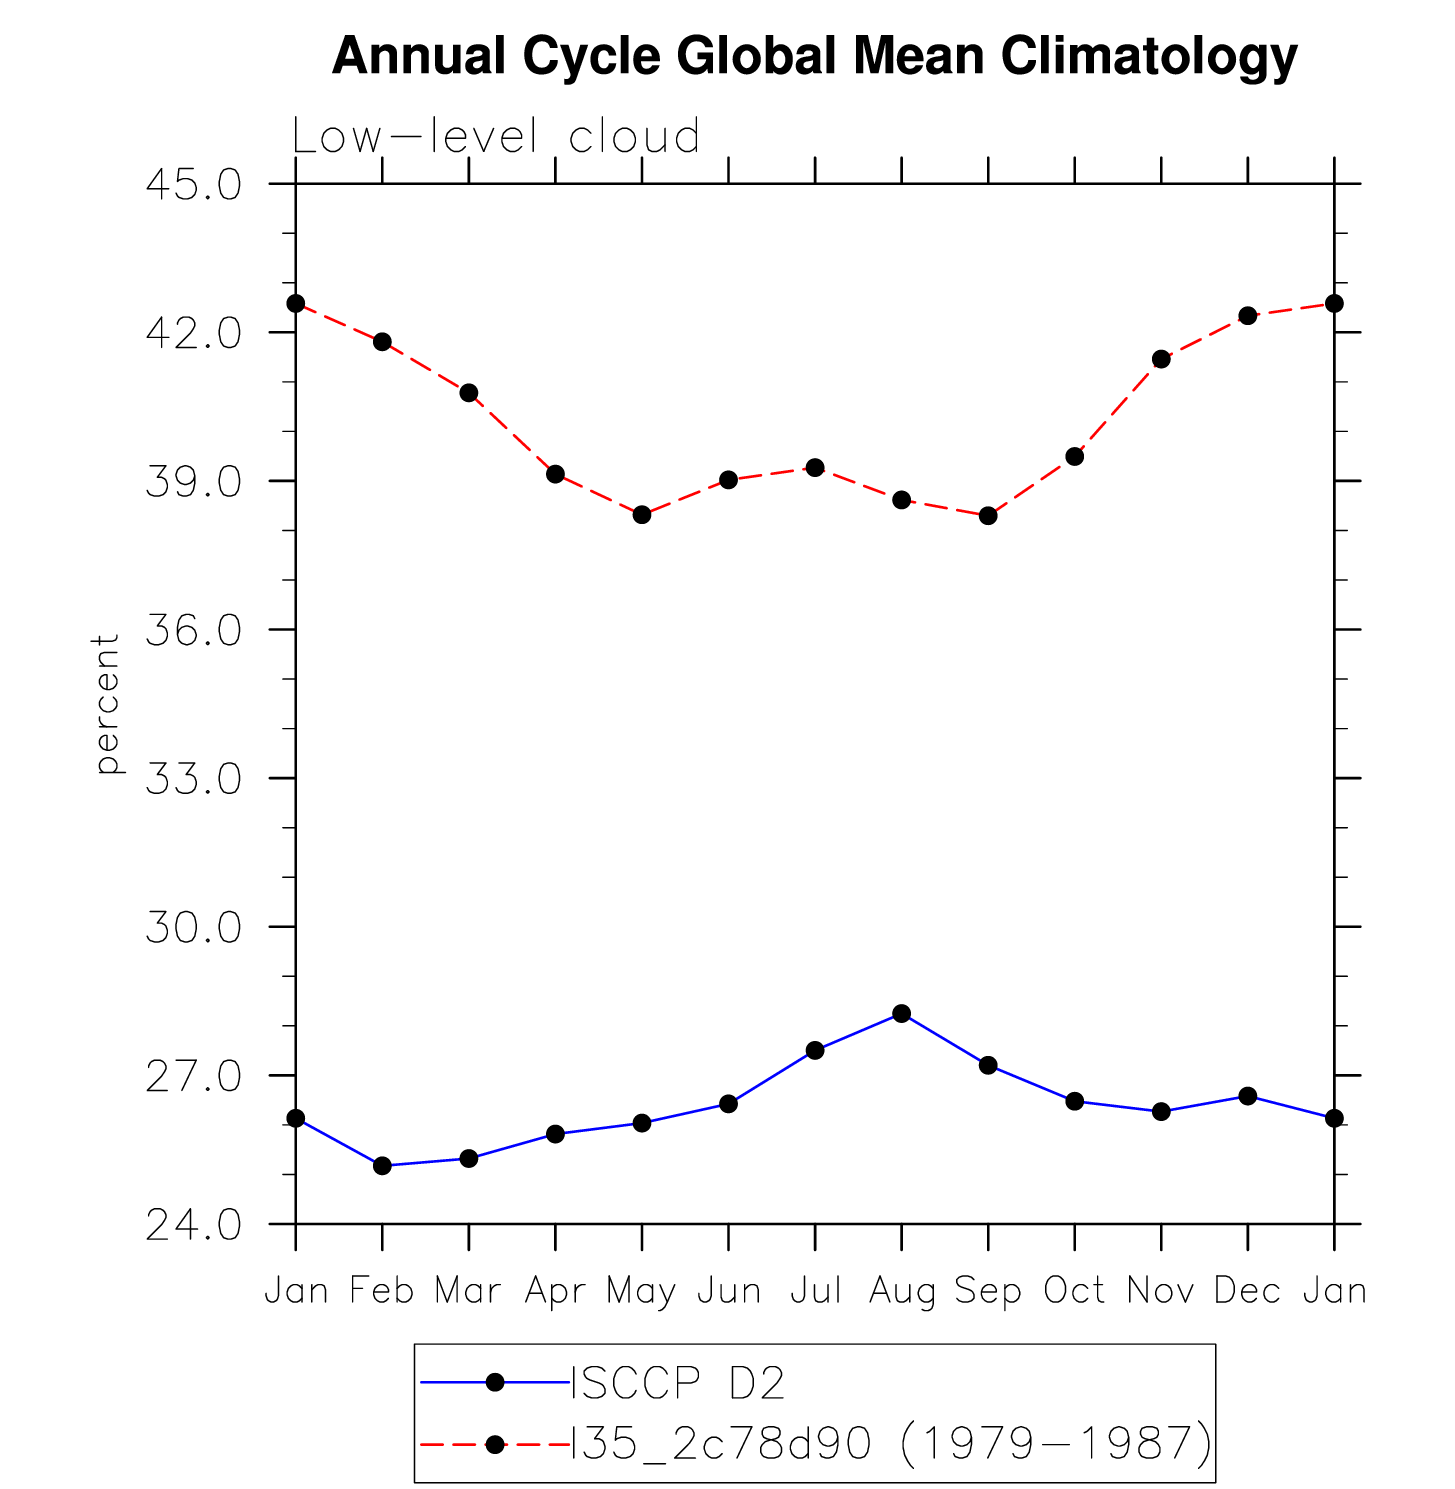 Annual Cycle Global Mean Climatology
Low-level cloud
45.0
42.0
39.0
36.0
33.0
30.0
27.0
24.0
percent
Jan Feb Mar Apr May Jun Jul Aug Sep Oct Nov Dec Jan
ISCCP D2
I35_2c78d90 (1979-1987)